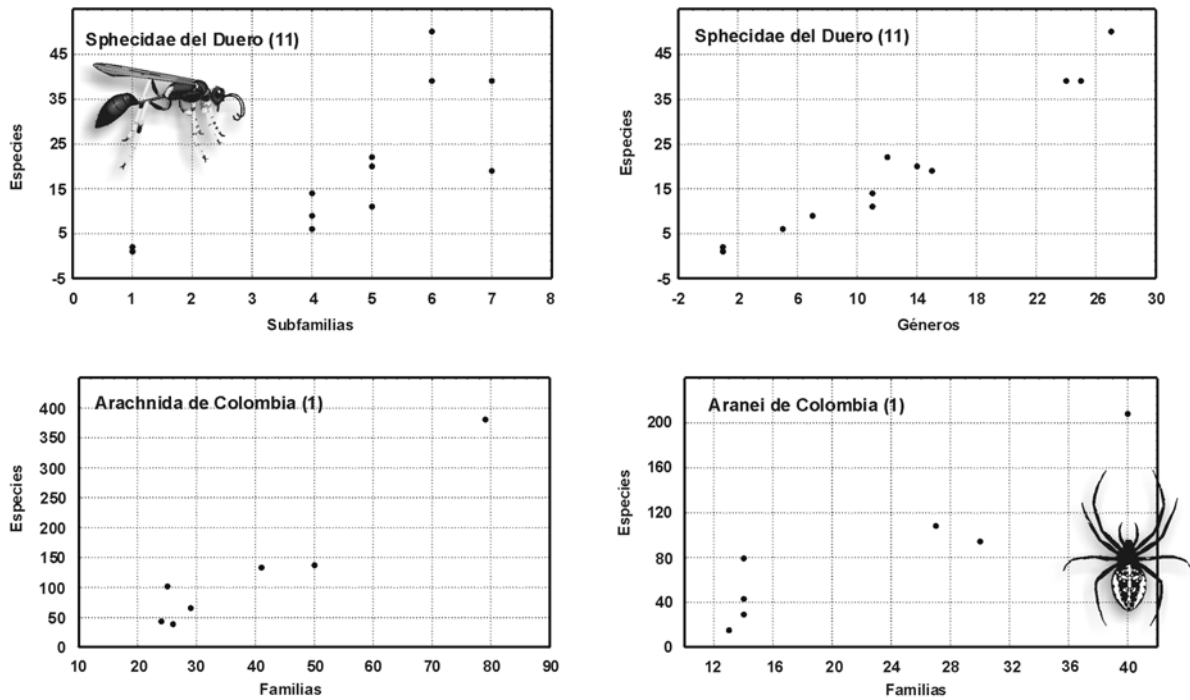 Sphecidae del Duero (11)
Especies
45
35
25
15
5
-5
0 1 2 3 4 5 6 7 8
Subfamilias
Sphecidae del Duero (11)
Especies
45
35
25
15
5
-5
-2 2 6 10 14 18 22 26 30
Géneros
Arachnida de Colombia (1)
Especies
400
350
300
250
200
150
100
50
0
10 20 30 40 50 60 70 80 90
Familias
Aranei de Colombia (1)
Especies
200
160
120
80
40
0
12 16 20 24 28 32 36 40
Familias